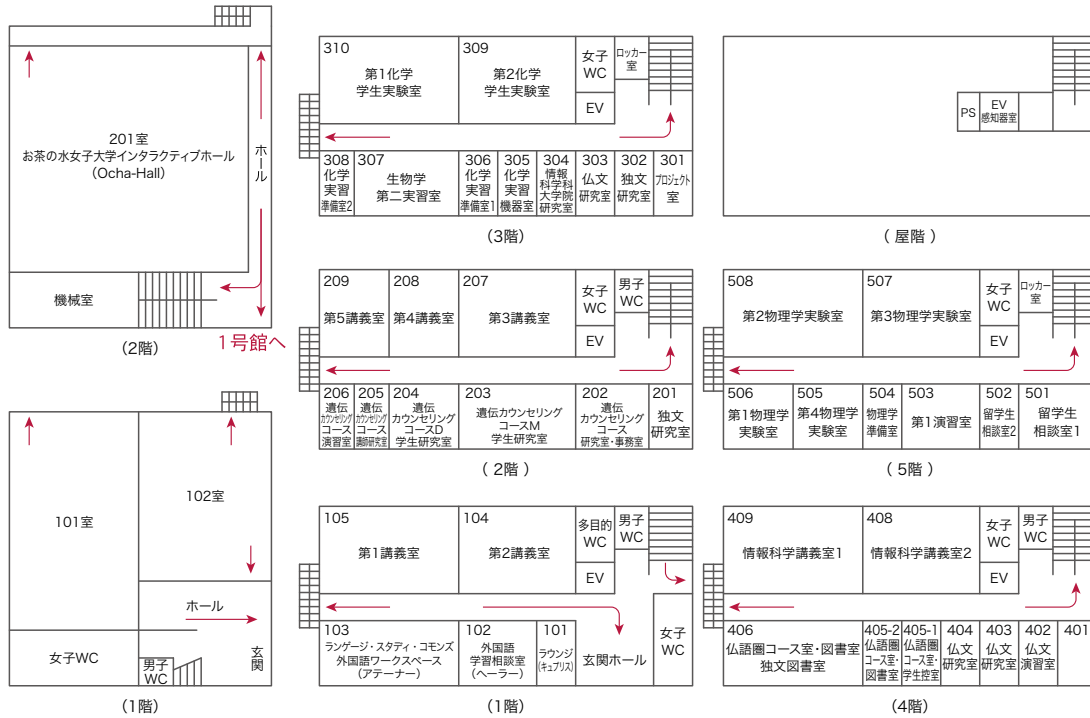 201室
お茶の水女子大学インタラクティブホール
（Ocha-Hall）
ホール
機械室
（2階）
1号館へ
101室
102室
ホール
女子WC
男子
WC
玄関
（1階）
310
第1化学
学生実験室
309
第2化学
学生実験室
女子
WC
ロッカー
室
EV
308
化学
実習
準備室2
307
生物学
第二実習室
306
化学
実習
準備室1
305
化学
実習
機器室
304
情報
科学科
大学院
研究室
303
仏文
研究室
302
独文
研究室
301
プロジェクト
室
（3階）
209
第5講義室
208
第4講義室
207
第3講義室
女子
WC
男子
WC
EV
206
遺伝
カウンセリング
コース
演習室
205
遺伝
カウンセリング
コース
講師研究室
204
遺伝
カウンセリング
コースD
学生研究室
203
遺伝カウンセリング
コースM
学生研究室
202
遺伝
カウンセリング
コース
研究室・事務室
201
独文
研究室
（ 2階 ）
105
第1講義室
104
第2講義室
多目的
WC
男子
WC
EV
103
ランゲージ・スタディ・コモンズ
外国語ワークスペース
（アテーナー）
102
外国語
学習相談室
（ヘーラー）
101
ラウンジ
（キュプリス）
玄関ホール
女子
WC
（1階）
PS
EV
感知器室
（ 屋階 ）
508
第2物理学実験室
507
第3物理学実験室
女子
WC
ロッカー
室
EV
506
第1物理学
実験室
505
第4物理学
実験室
504
物理学
準備室
503
第1演習室
502
留学生
相談室2
501
留学生
相談室1
（ 5階 ）
409
情報科学講義室1
408
情報科学講義室2
女子
WC
男子
WC
EV
406
仏語圏コース室・図書室
独文図書室
405-2
仏語圏
コース室・
図書室
405-1
仏語圏
コース室・
学生控室
404
仏文
研究室
403
仏文
研究室
402
仏文
演習室
401
（4階）